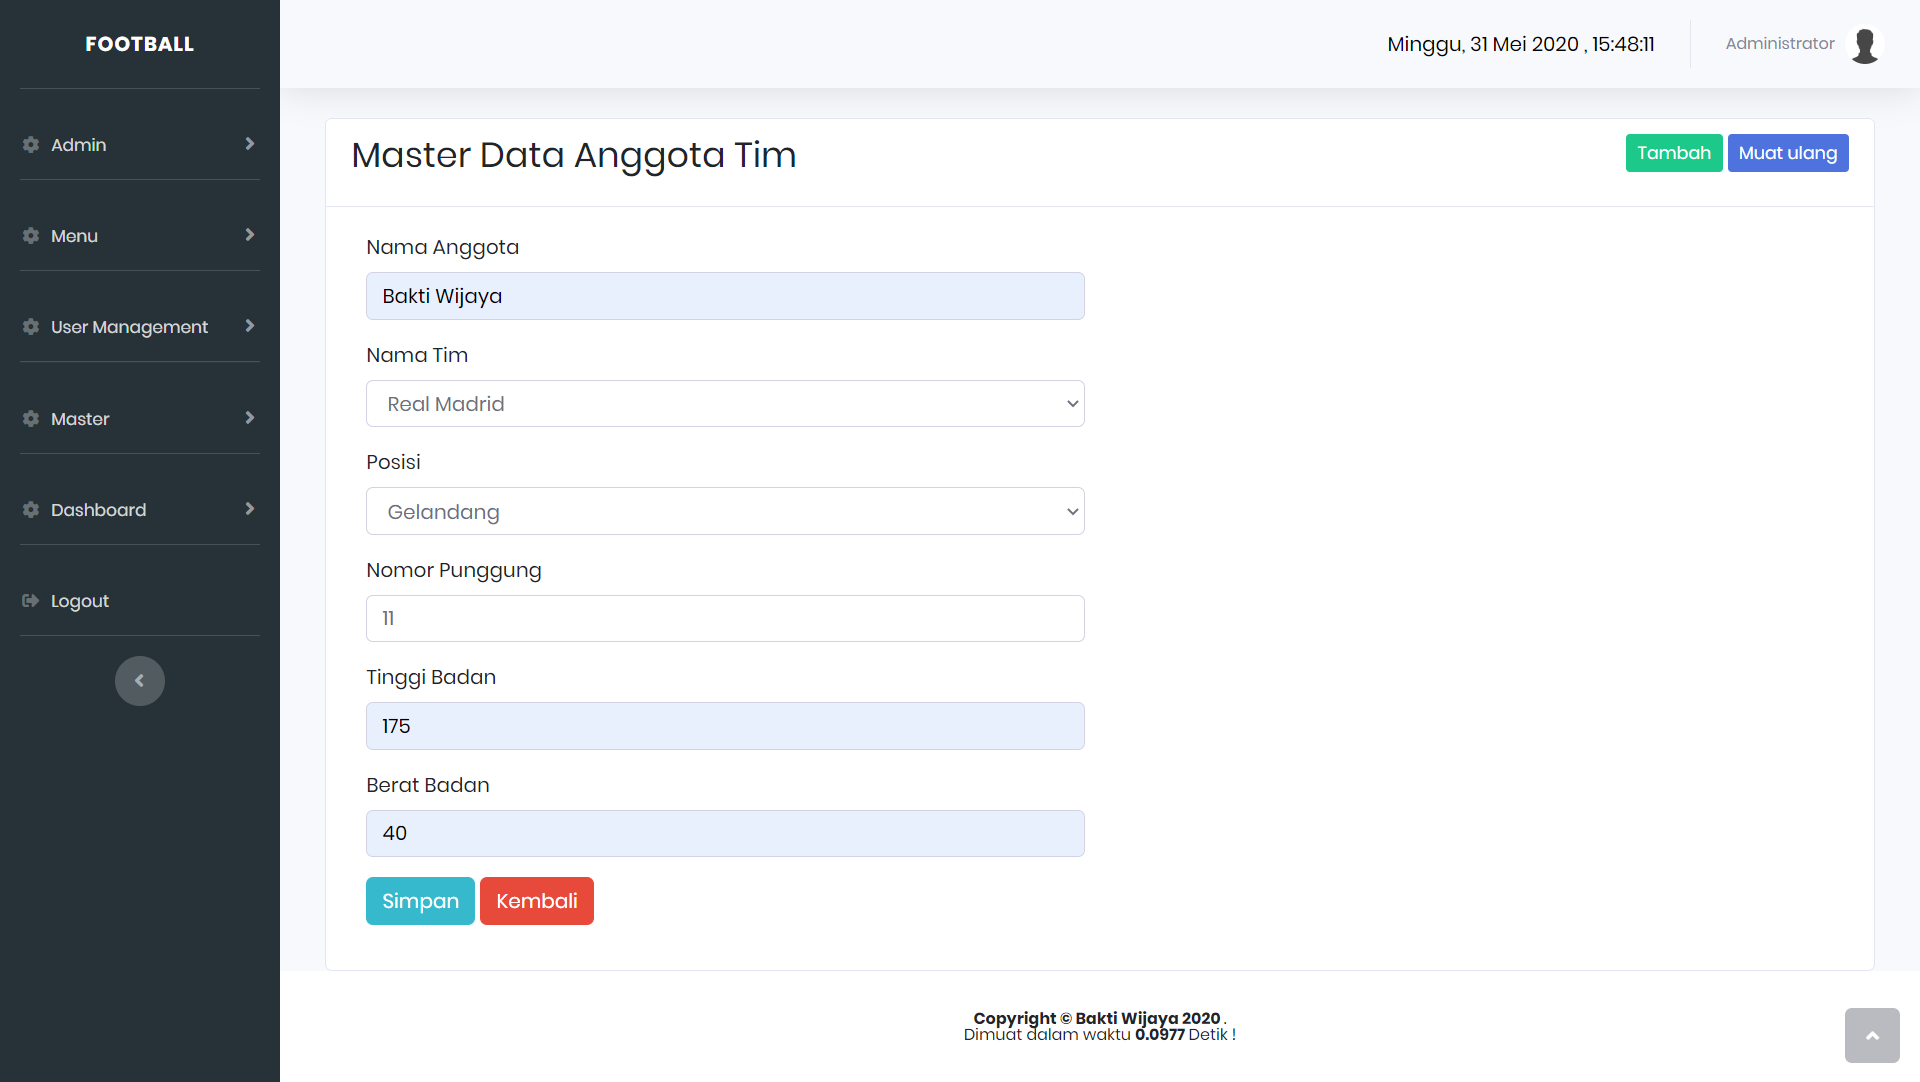 FOOTBALL
Minggu, 31 Mei 2020 , 15:48:11
Administrator
Admin
Menu
User Management
Master
Dashboard
Logout
Master Data Anggota Tim
Tambah
Muat ulang
Nama Anggota
Bakti Wijaya
Nama Tim
Real Madrid
Posisi
Gelandang
Nomor Punggung
11
Tinggi Badan
175
Berat Badan
40
Simpan
Kembali
Copyright © Bakti Wijaya 2020 .
Dimuat dalam waktu 0.0977 Detik !